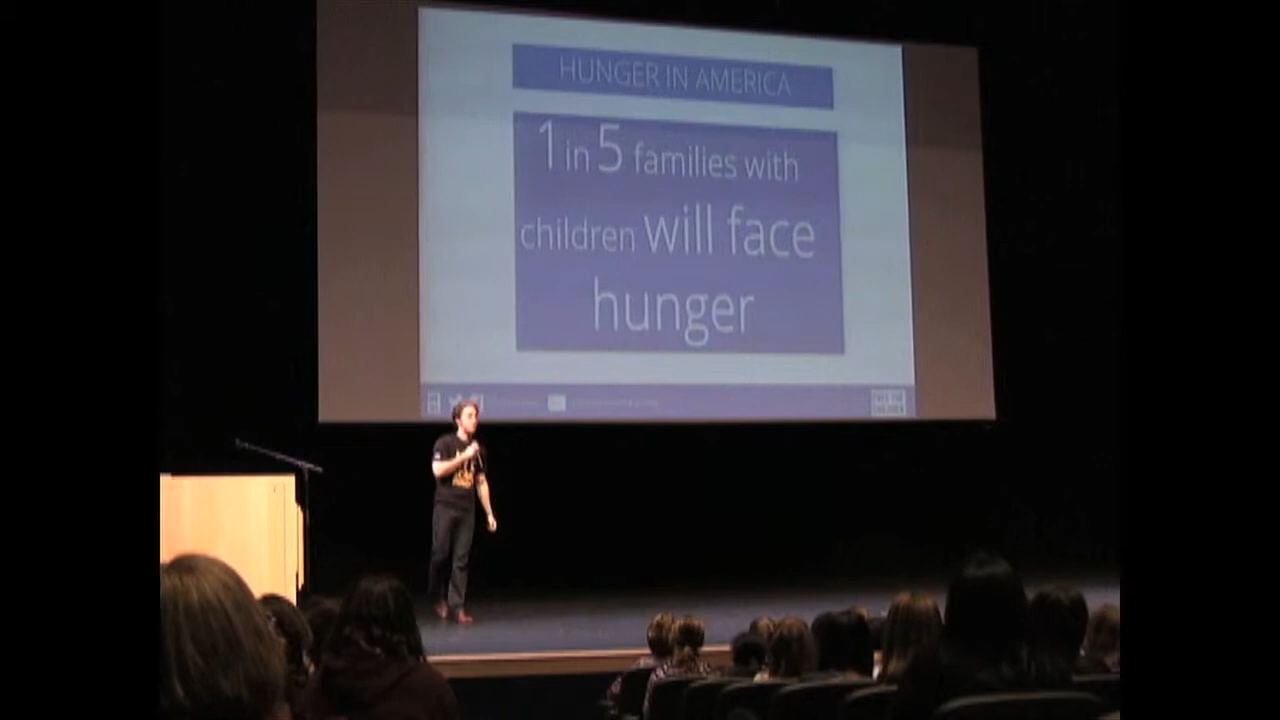 HUNGER IN AMERICA
1 in 5 families with
children will face
hunger